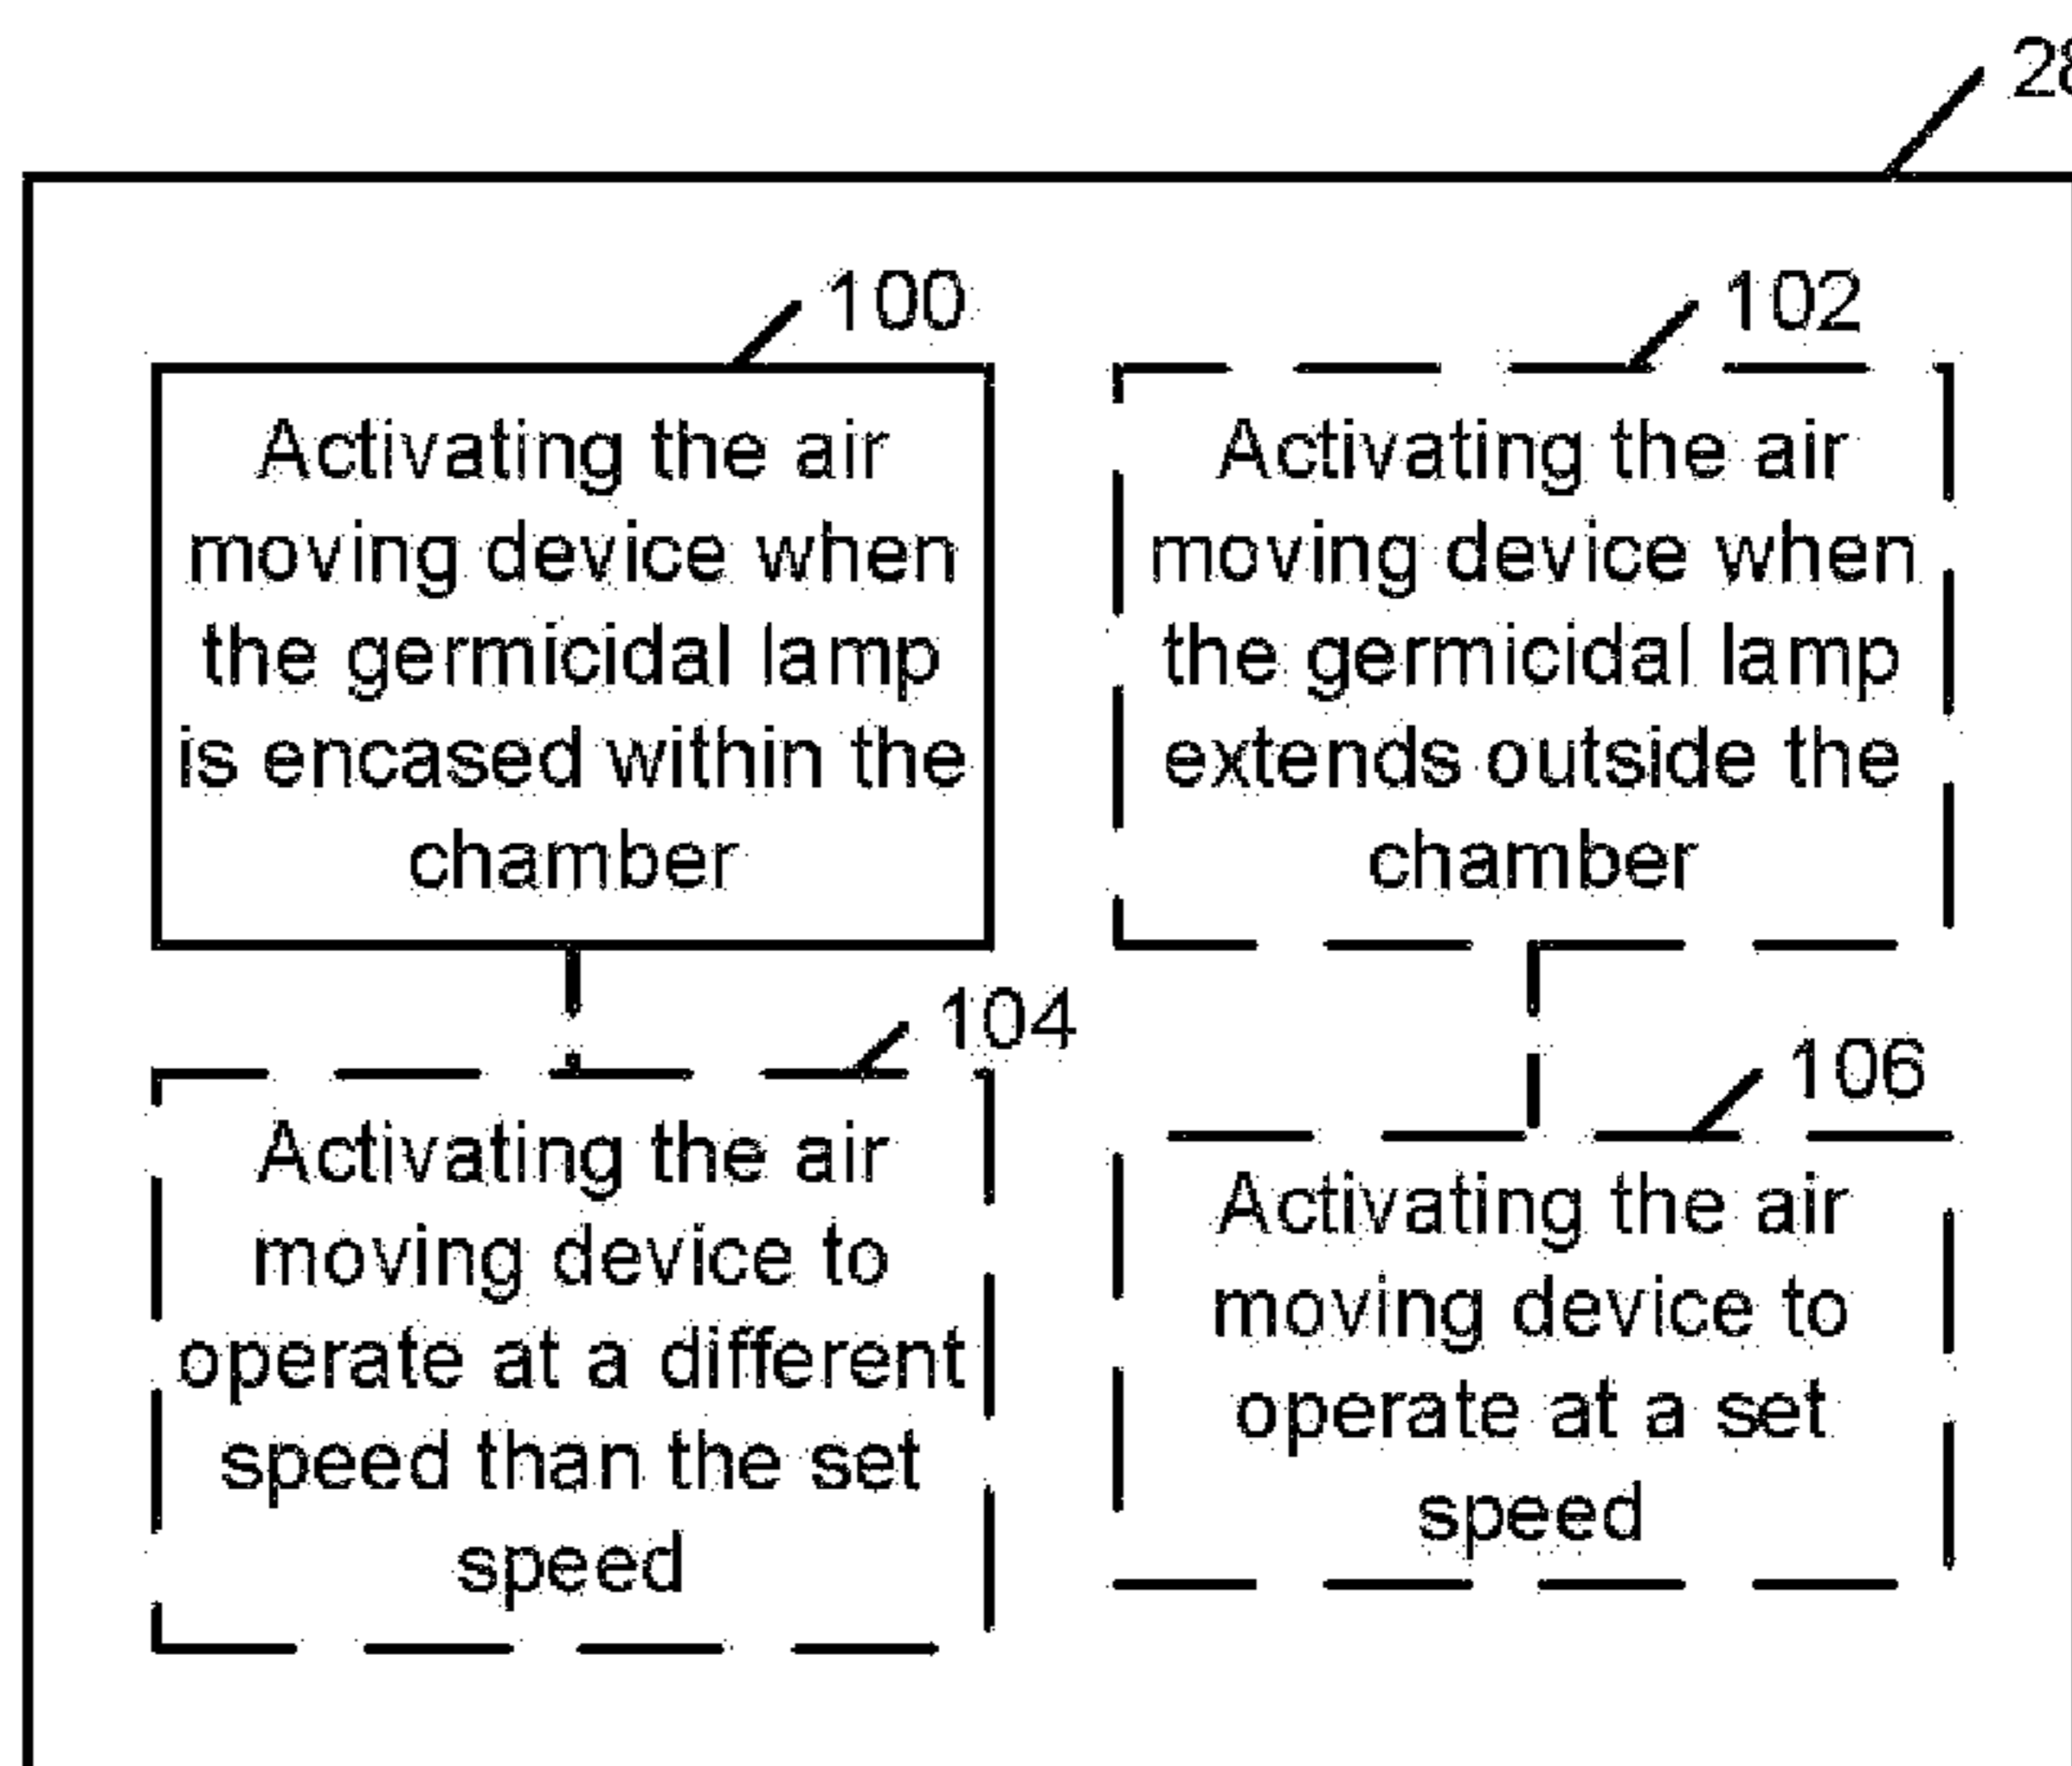 28
100
Activating the air
moving device when
the germicidal lamp
is encased within the
chamber
102
Activating the air
moving device when
the germicidal lamp
extends outside the
chamber
104
Activating the air
moving device to
operate at a different
speed than the set
speed
106
Activating the air
moving device to
operate at a set
speed